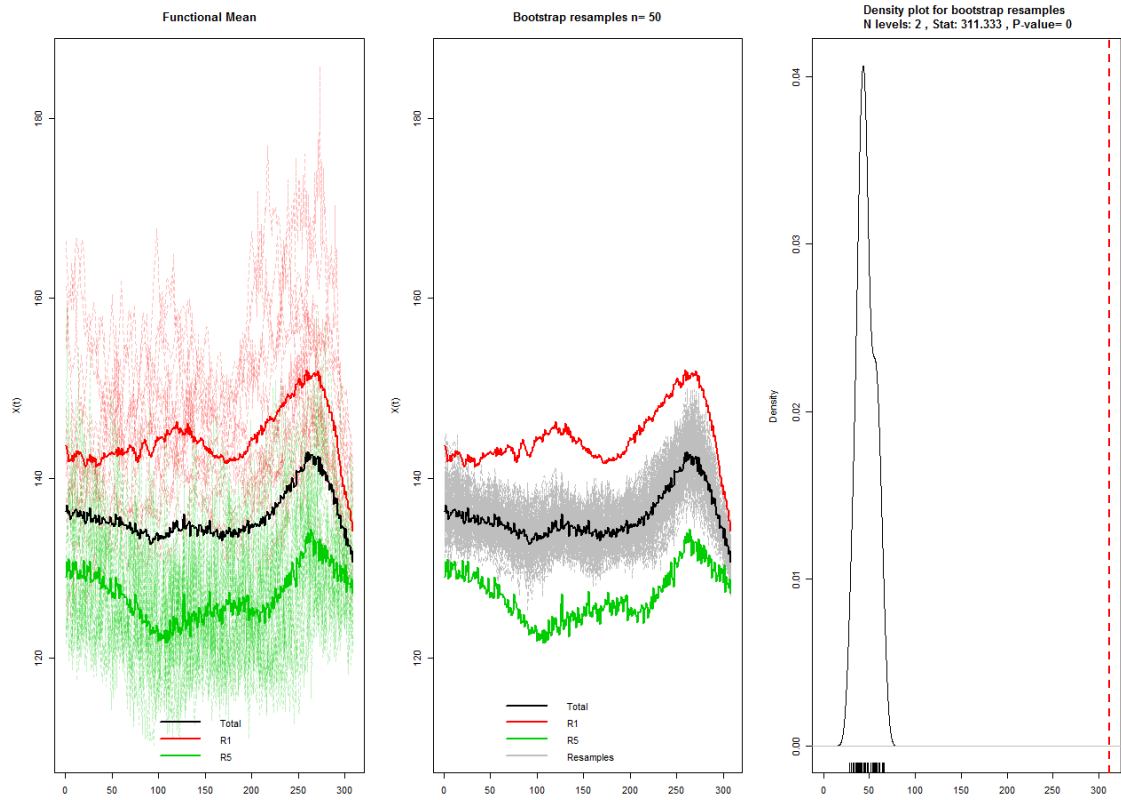 Functional Mean
X(t)
180
160
140
120
0 50 100 150 200 250 300
Total
R1
R5
Bootstrap resamples n= 50
X(t)
180
160
140
120
0 50 100 150 200 250 300
Total
R1
R5
Resamples
Density plot for bootstrap resamples
N levels: 2 , Stat: 311.333 , P-value= 0
Density
0.04
0.03
0.02
0.01
0.00
0 50 100 150 200 250 300